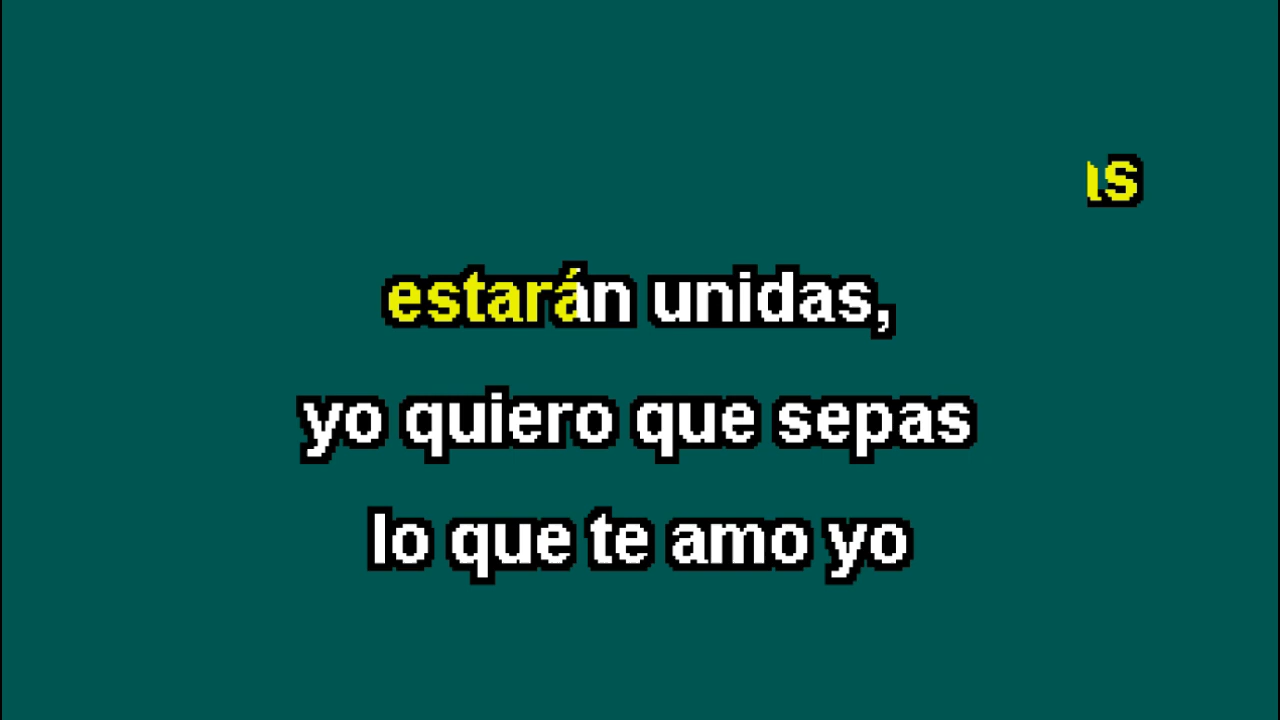 estarán unidas,
yo quiero que sepas
lo que te amo yo